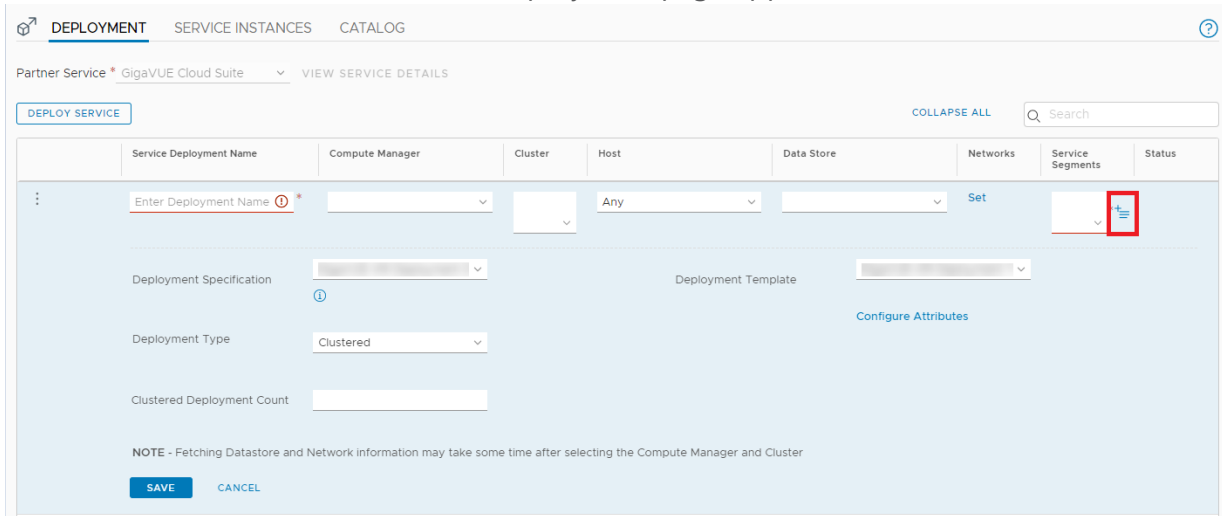 DEPLOYMENT SERVICE INSTANCES CATALOG
Partner Service * GigaVUE Cloud Suite VIEW SERVICE DETAILS
DEPLOY SERVICE COLLAPSE ALL Search
Service Deployment Name Compute Manager Cluster Host Data Store Networks Service Segments Status
Enter Deployment Name * Any Set
Deployment Specification Deployment Template
Configure Attributes
Deployment Type Clustered
Clustered Deployment Count
NOTE - Fetching Datastore and Network information may take some time after selecting the Compute Manager and Cluster
SAVE CANCEL